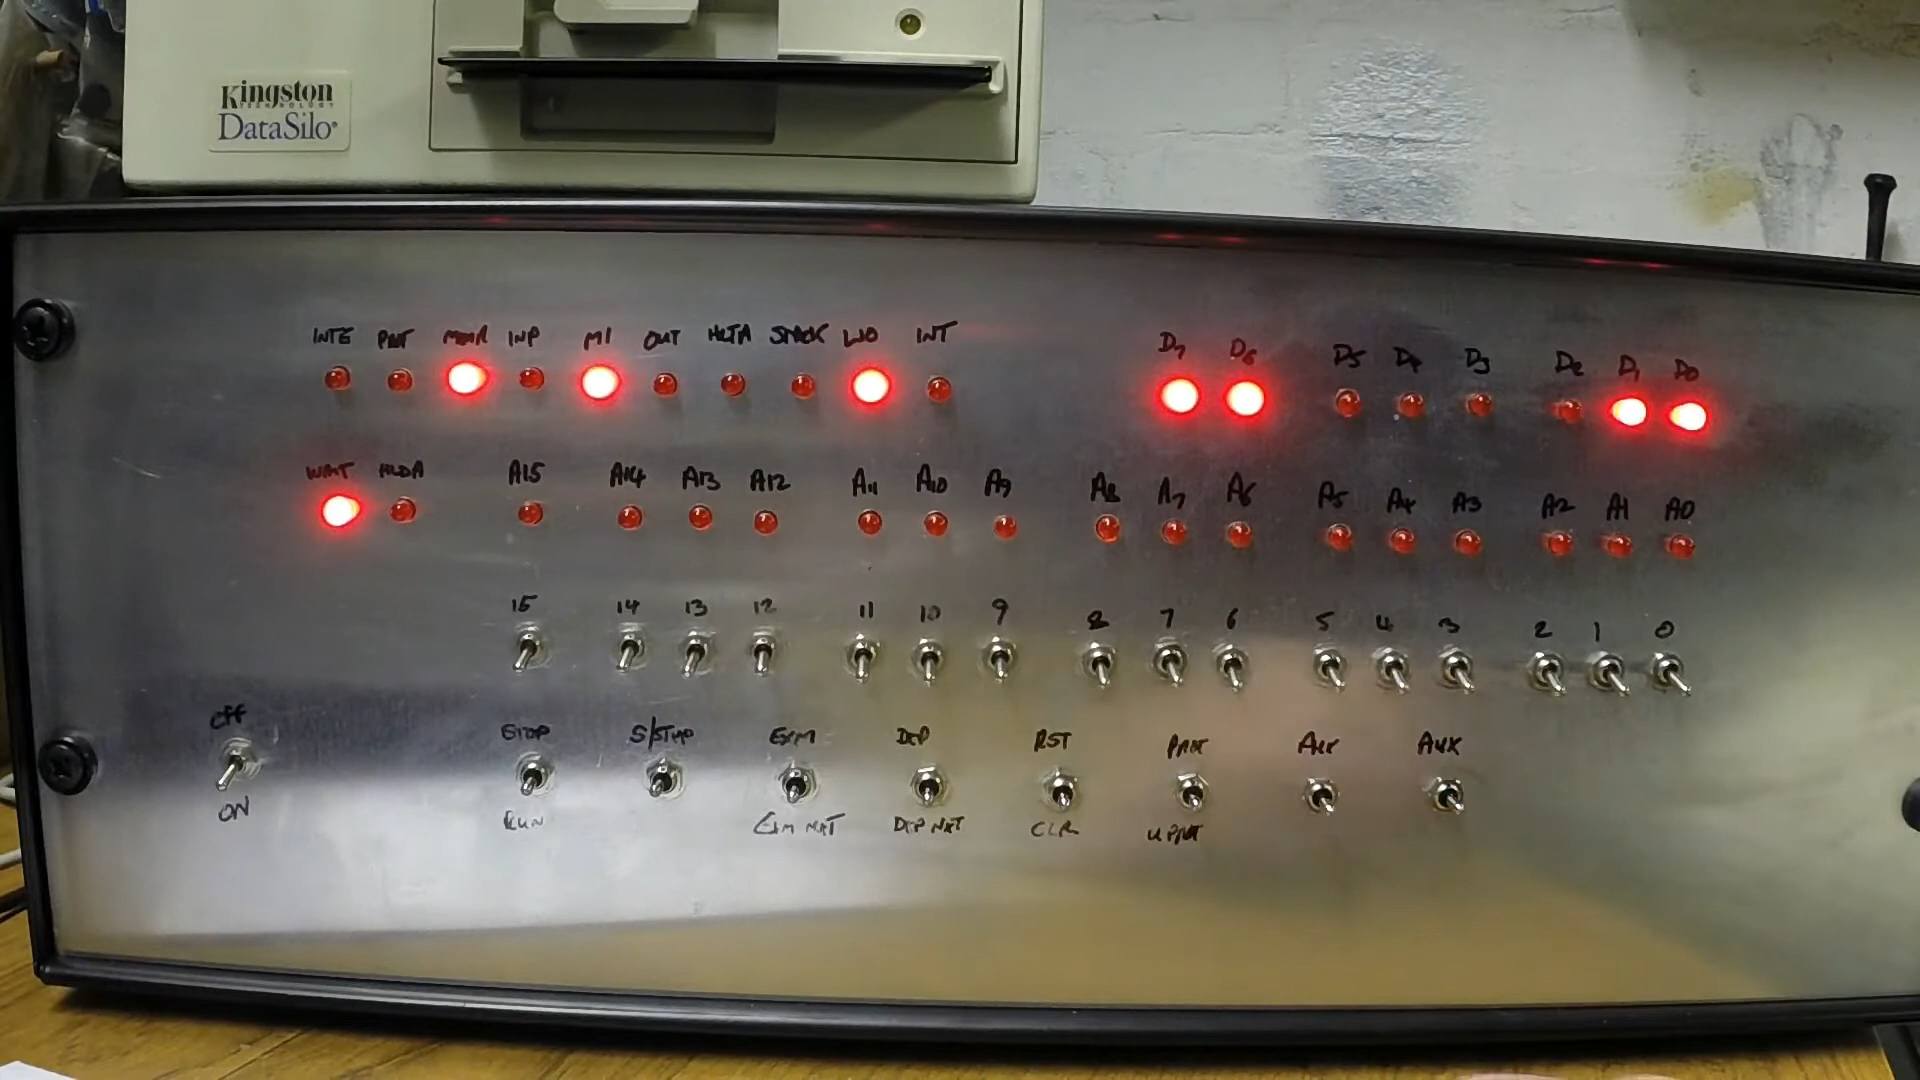 Kingston
TECHNOLOGY
DataSilo
INTE PROT MEMR INP M1 OUT HLTA STACK WO INT D7 D6 D5 D4 D3 D2 D1 D0
WAIT HLDA A15 A14 A13 A12 A11 A10 A9 A8 A7 A6 A5 A4 A3 A2 A1 A0
15 14 13 12 11 10 9 8 7 6 5 4 3 2 1 0
OFF STOP S/STEP EXM DEP RST PROT AUX AUX
ON RUN EXM NXT DEP NXT CLR UPROT